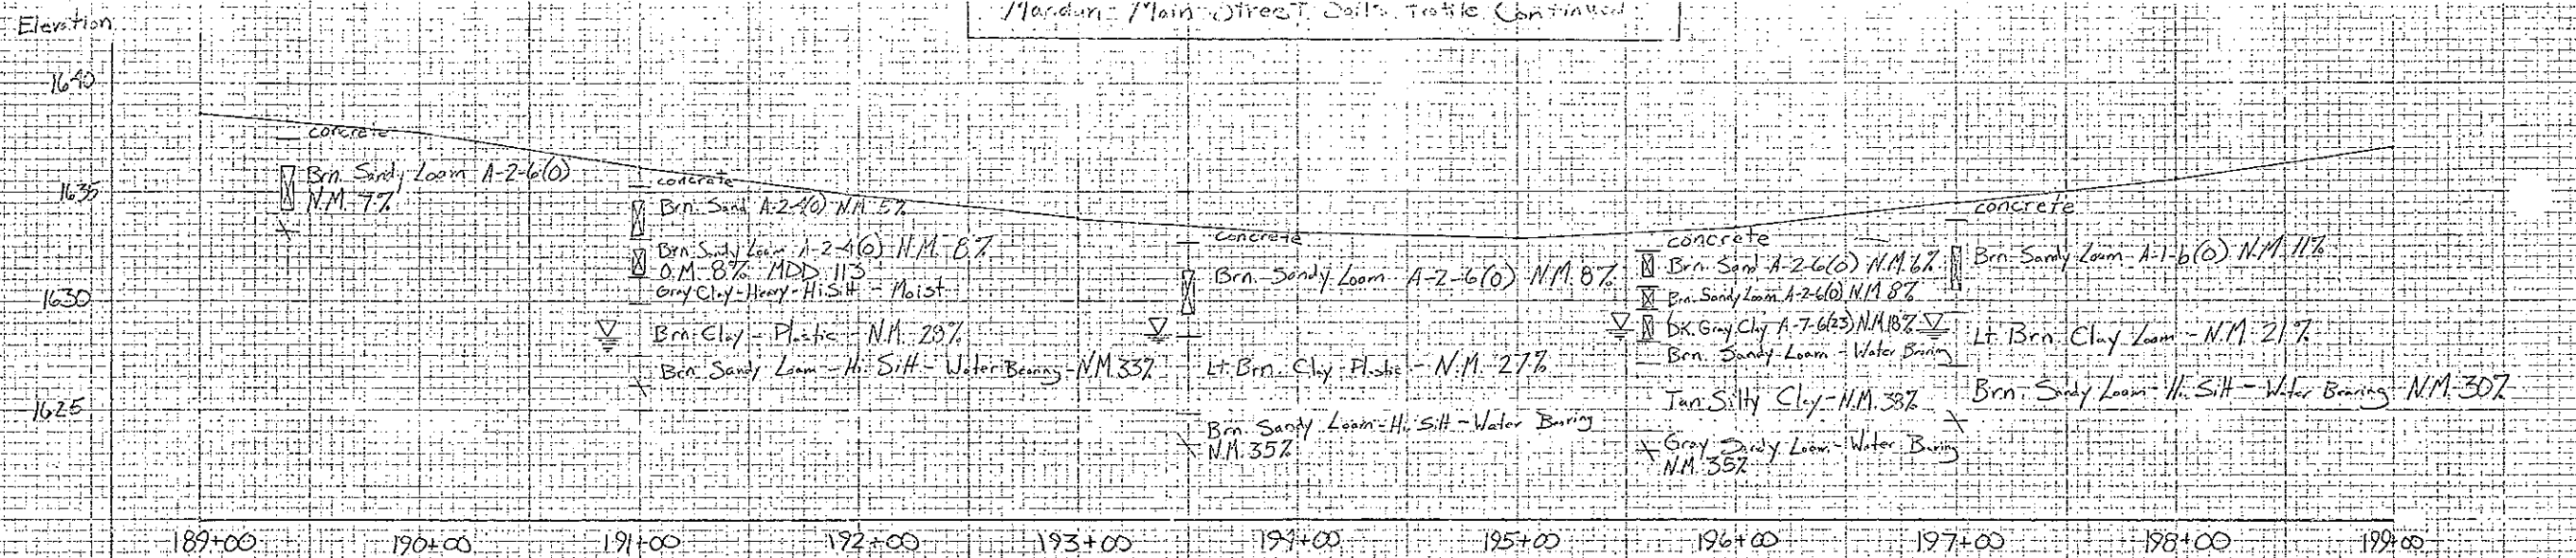 Mandan - Main Street Soils Profile Continued
Elevation
1640
1635
1630
1625
concrete
Brn. Sandy Loam A-2-6(0)
N.M. 7%
concrete
Brn. Sand A-2-4(0) N.M. 5%
Brn. Sandy Loam A-2-4(0) N.M. 8%
O.M. 8% MDD 113
Gray Clay-Heavy-Hi. Silt - Moist
Brn. Clay - Plastic - N.M. 29%
Brn. Sandy Loam - Hi. Silt - Water Bearing - N.M. 33%
concrete
Brn. Sandy Loam A-2-6(0) N.M. 8%
Lt. Brn. Clay - Plastic - N.M. 27%
Brn. Sandy Loam - Hi. Silt - Water Bearing
N.M. 35%
concrete
Brn. Sand A-2-6(0) N.M. 6%
Brn. Sandy Loam A-2-6(0) N.M. 8%
DK. Gray Clay A-7-6(23) N.M. 18%
Brn. Sandy Loam - Water Bearing
Tan Silty Clay - N.M. 38%
Gray Sandy Loam - Water Bearing
N.M. 35%
concrete
Brn. Sandy Loam A-1-b(0) N.M. 11%
Lt. Brn. Clay Loam - N.M. 21%
Brn. Sandy Loam - Hi. Silt - Water Bearing N.M. 30%
189+00 190+00 191+00 192+00 193+00 194+00 195+00 196+00 197+00 198+00 199+00